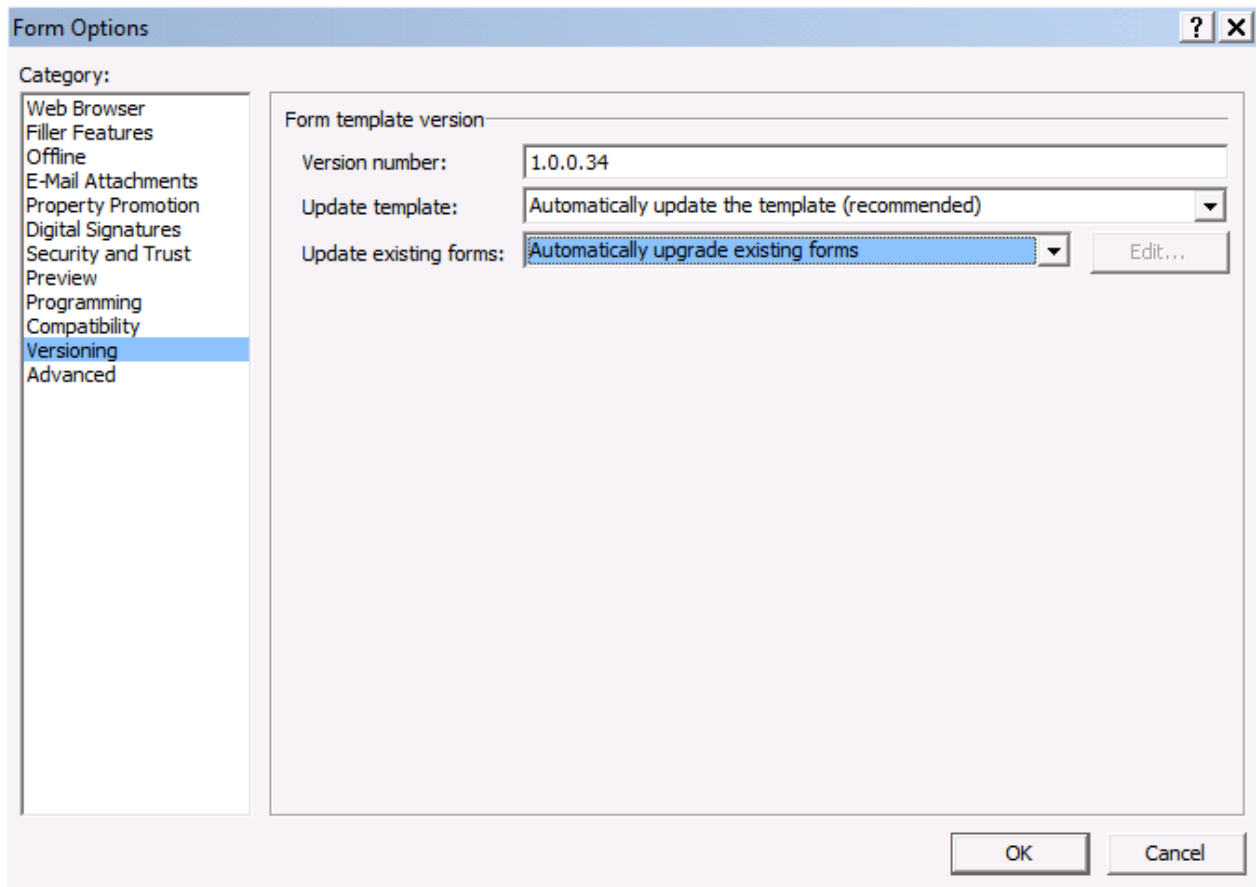 Form Options
Category:
Web Browser
Filler Features
Offline
E-Mail Attachments
Property Promotion
Digital Signatures
Security and Trust
Preview
Programming
Compatibility
Versioning
Advanced
Form template version
Version number: 1.0.0.34
Update template: Automatically update the template (recommended)
Update existing forms: Automatically upgrade existing forms Edit...
OK Cancel